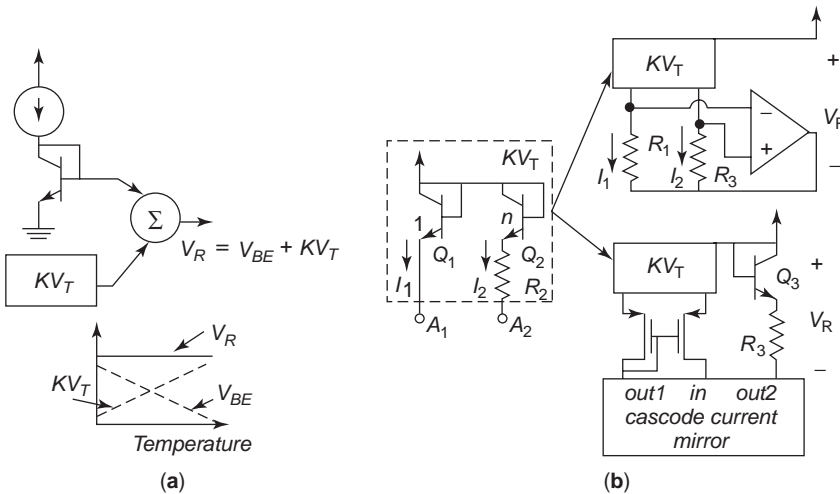 Σ
V_R = V_BE + KV_T
KV_T
V_R
KV_T
V_BE
Temperature
(a)
KV_T
1
n
Q_1
Q_2
I_1
I_2
R_2
A_1
A_2
KV_T
+
−
+
V_R
−
R_1
R_3
I_1
I_2
KV_T
Q_3
+
V_R
−
R_3
out1 in out2
cascode current
mirror
(b)